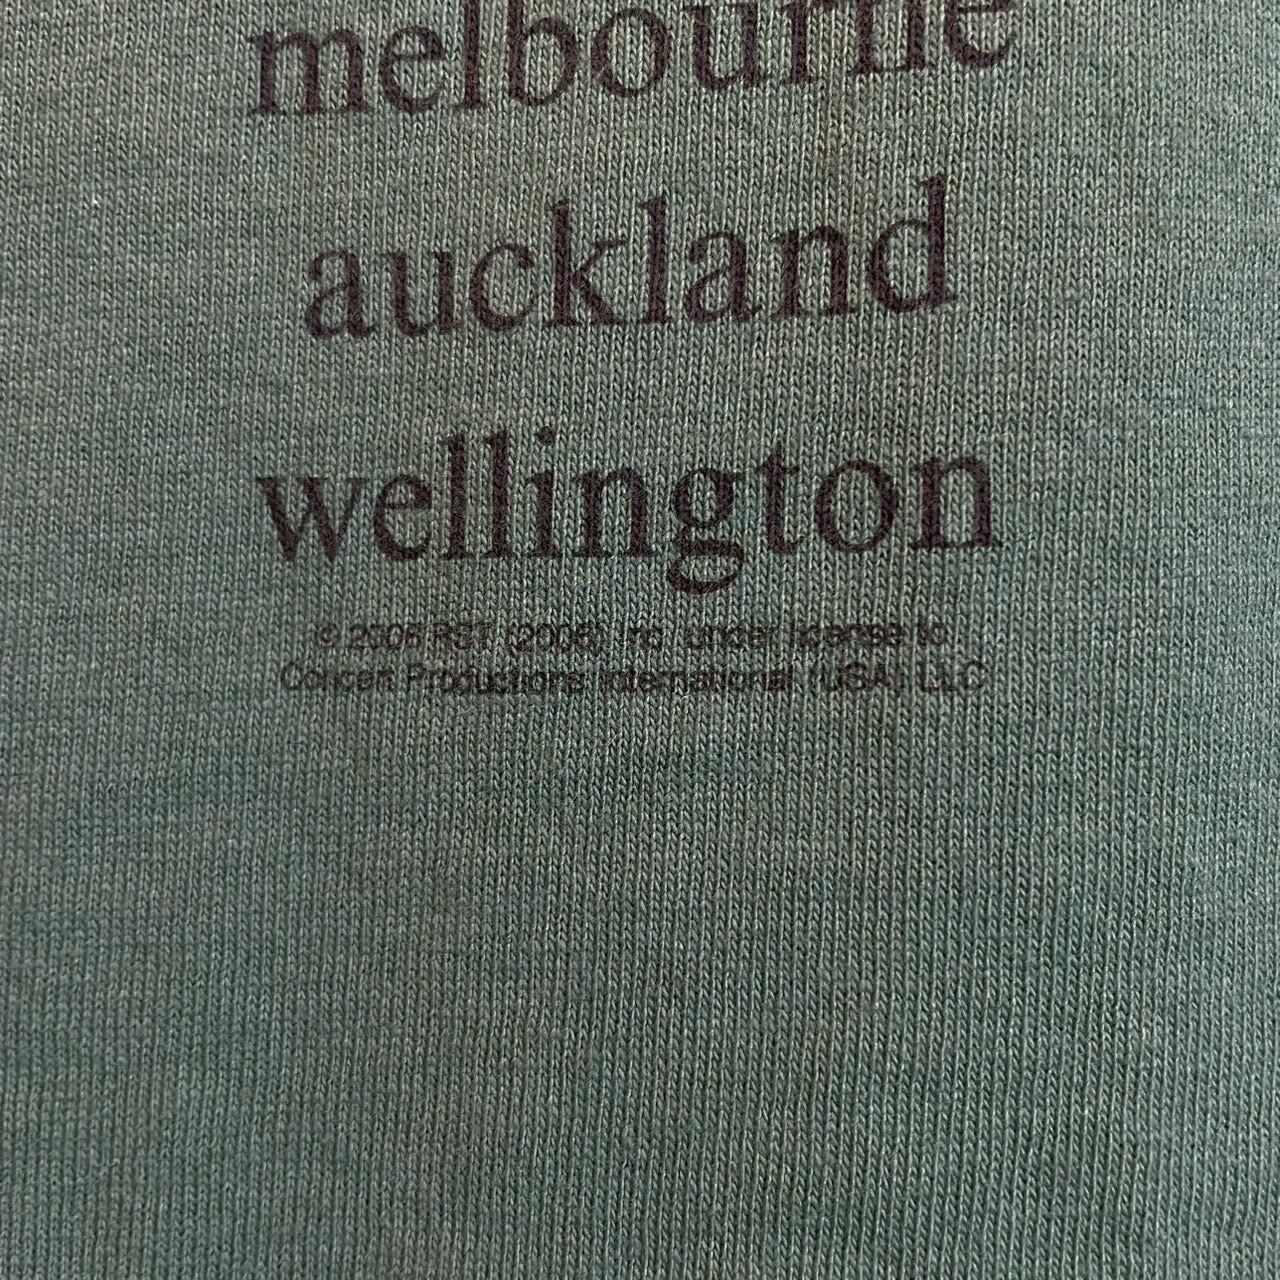 melbourne
auckland
wellington
© 2006 RST (2006) Inc. under license to
Concert Productions International (USA) LLC